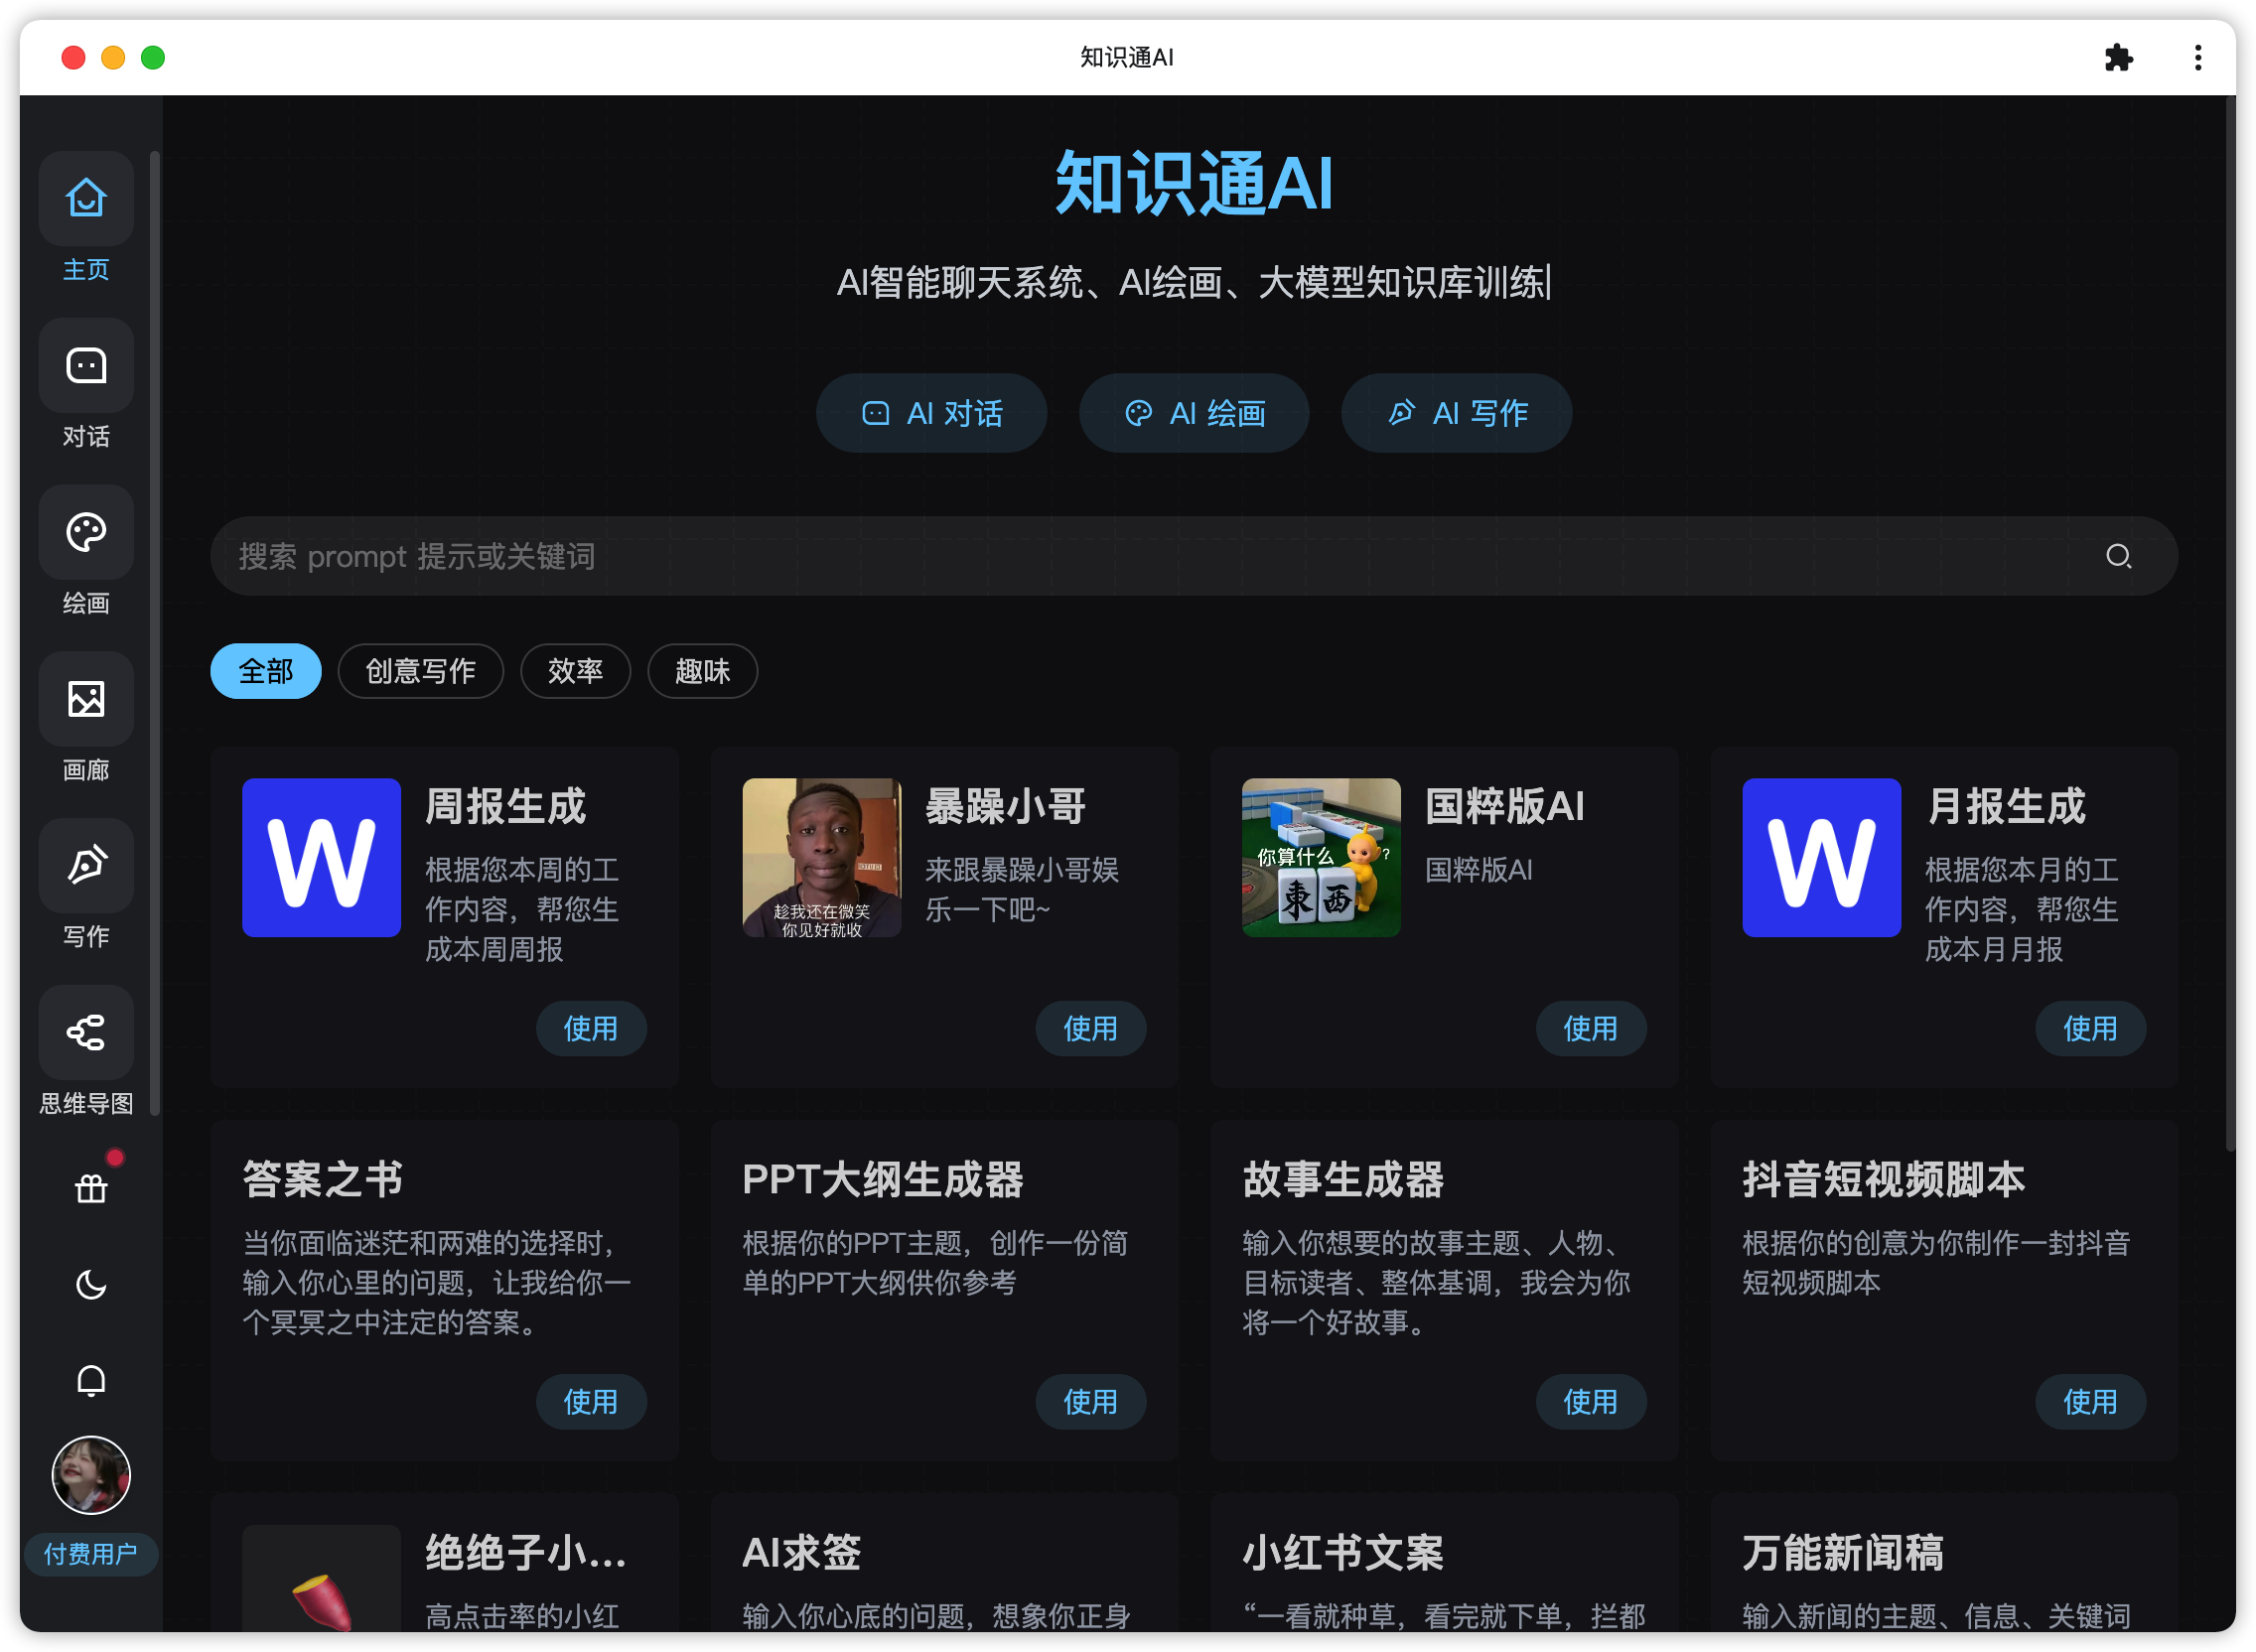 知识通AI
主页
对话
绘画
画廊
写作
思维导图
付费用户
知识通AI
AI智能聊天系统、AI绘画、大模型知识库训练
AI 对话
AI 绘画
AI 写作
搜索 prompt 提示或关键词
全部
创意写作
效率
趣味
W
周报生成
根据您本周的工
作内容，帮您生
成本周周报
使用
趁我还在微笑
你见好就收
暴躁小哥
来跟暴躁小哥娱
乐一下吧~
使用
你算什么 ?
東 西
国粹版AI
国粹版AI
使用
W
月报生成
根据您本月的工
作内容，帮您生
成本月月报
使用
答案之书
当你面临迷茫和两难的选择时，
输入你心里的问题，让我给你一
个冥冥之中注定的答案。
使用
PPT大纲生成器
根据你的PPT主题，创作一份简
单的PPT大纲供你参考
使用
故事生成器
输入你想要的故事主题、人物、
目标读者、整体基调，我会为你
将一个好故事。
使用
抖音短视频脚本
根据你的创意为你制作一封抖音
短视频脚本
使用
绝绝子小...
高点击率的小红
AI求签
输入你心底的问题，想象你正身
小红书文案
“一看就种草，看完就下单，拦都
万能新闻稿
输入新闻的主题、信息、关键词